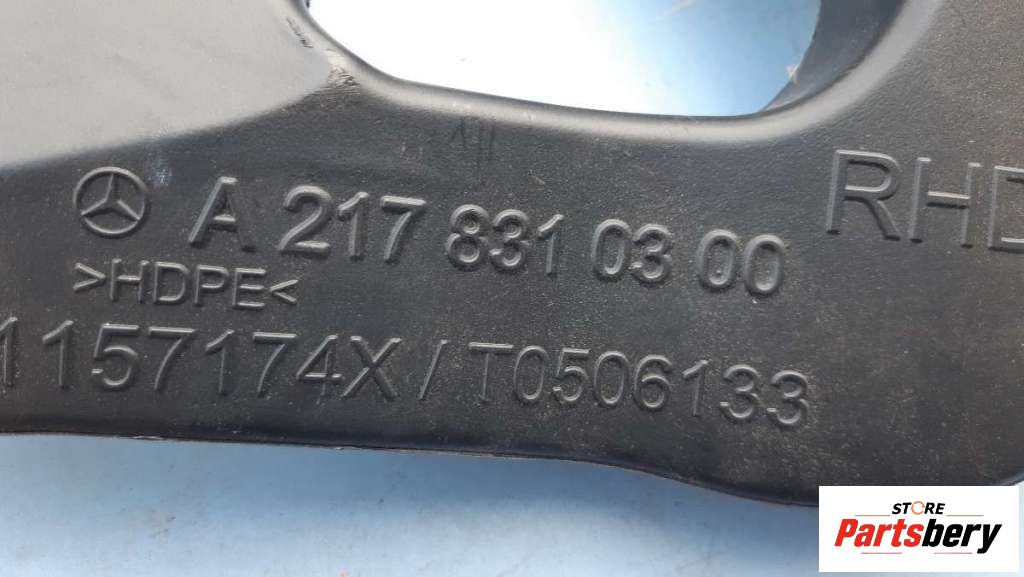 RHD
A 217 831 03 00
>HDPE<
1157174X / T0506133
STORE
Partsbery